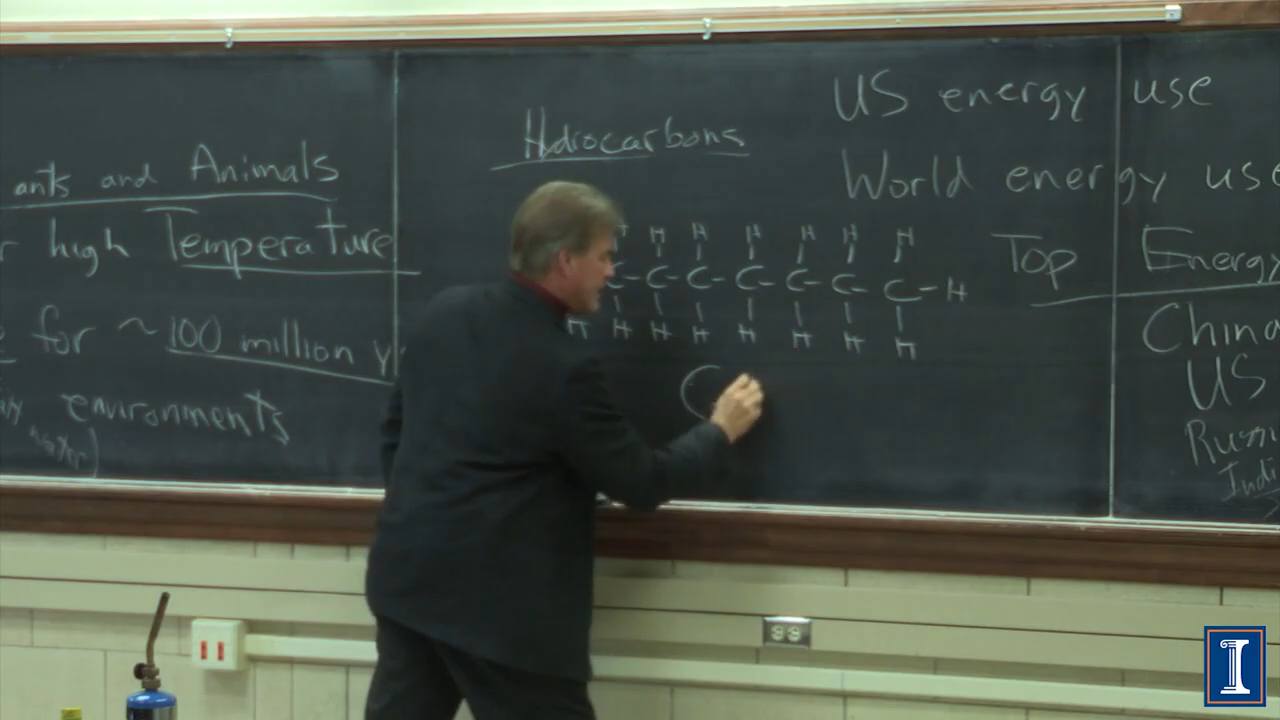 ants and Animals
r high Temperature
for ~100 million y
environments
water)
Hdrocarbons
H H H H H H
C-C-C-C-C-C-C-H
H H H H H H H H
C
US energy use
World energy use
Top Energy
China
US
Russi
Indi
I